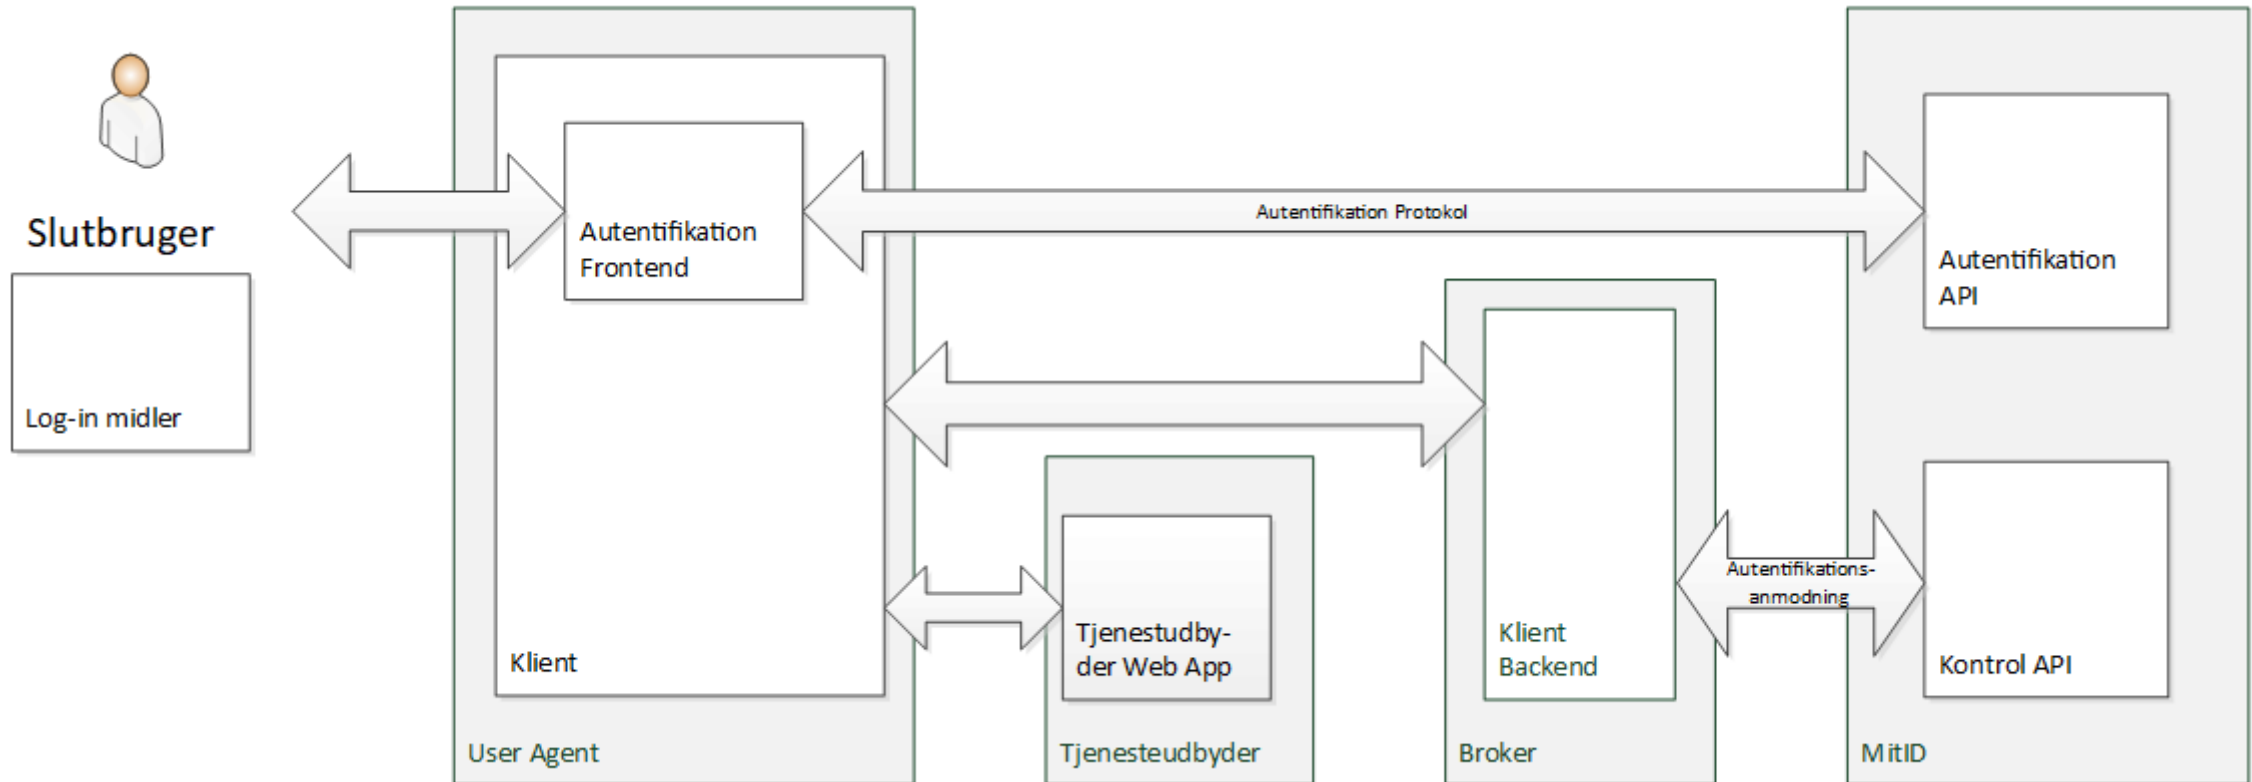 Slutbruger
Log-in midler
Autentifikation
Frontend
Klient
User Agent
Autentifikation Protokol
Tjenestudby-
der Web App
Tjenesteudbyder
Klient
Backend
Broker
Autentifikations-
anmodning
Autentifikation
API
Kontrol API
MitID